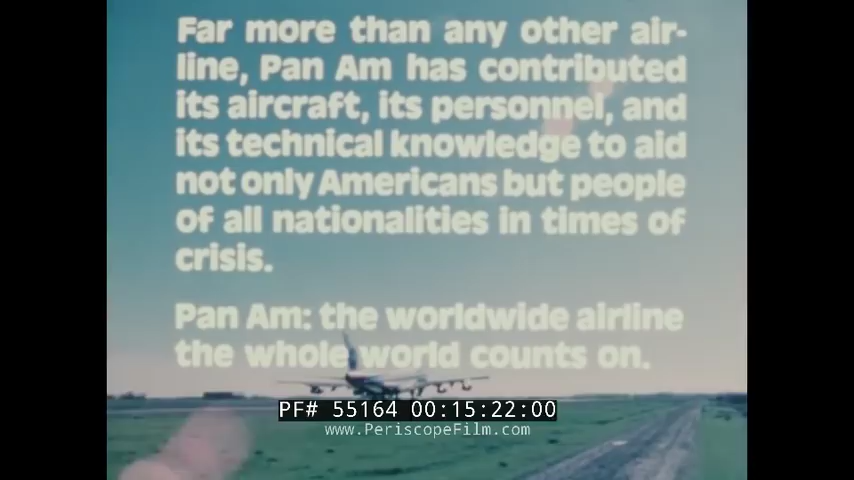 Far more than any other air-
line, Pan Am has contributed
its aircraft, its personnel, and
its technical knowledge to aid
not only Americans but people
of all nationalities in times of
crisis.
Pan Am: the worldwide airline
the whole world counts on.
PF# 55164 00:15:22:00
www.PeriscopeFilm.com